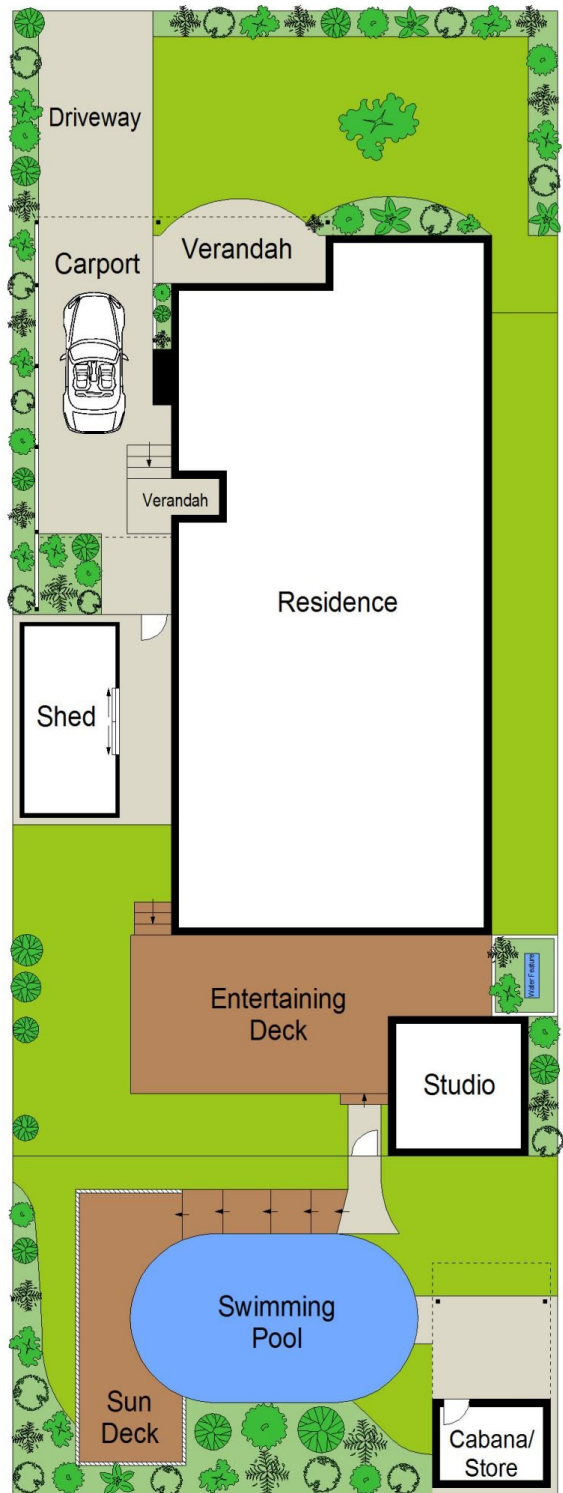 Driveway
Verandah
Carport
Verandah
Residence
Shed
Entertaining
Deck
Water Feature
Studio
Swimming
Pool
Sun
Deck
Cabana/
Store